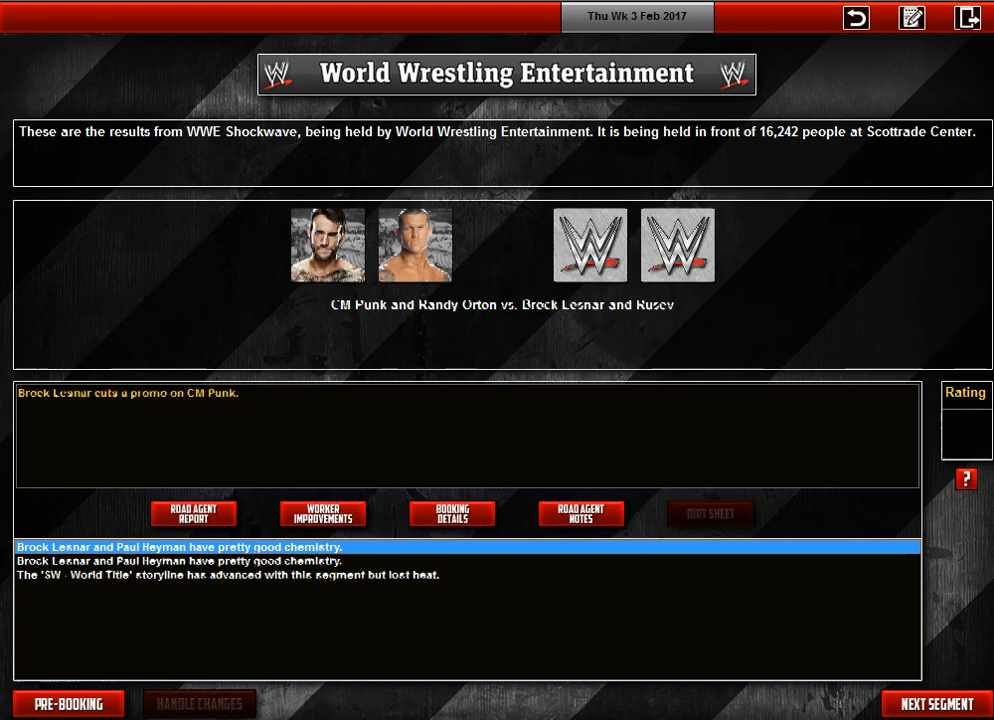 Thu Wk 3 Feb 2017
World Wrestling Entertainment
These are the results from WWE Shockwave, being held by World Wrestling Entertainment. It is being held in front of 16,242 people at Scottrade Center.
CM Punk and Randy Orton vs. Brock Lesnar and Rusev
Brock Lesnar cuts a promo on CM Punk.
Rating
?
ROAD AGENT REPORT
WORKER IMPROVEMENTS
BOOKING DETAILS
ROAD AGENT NOTES
DIRT SHEET
Brock Lesnar and Paul Heyman have pretty good chemistry.
Brock Lesnar and Paul Heyman have pretty good chemistry.
The 'SW - World Title' storyline has advanced with this segment but lost heat.
PRE-BOOKING
HANDLE CHANGES
NEXT SEGMENT